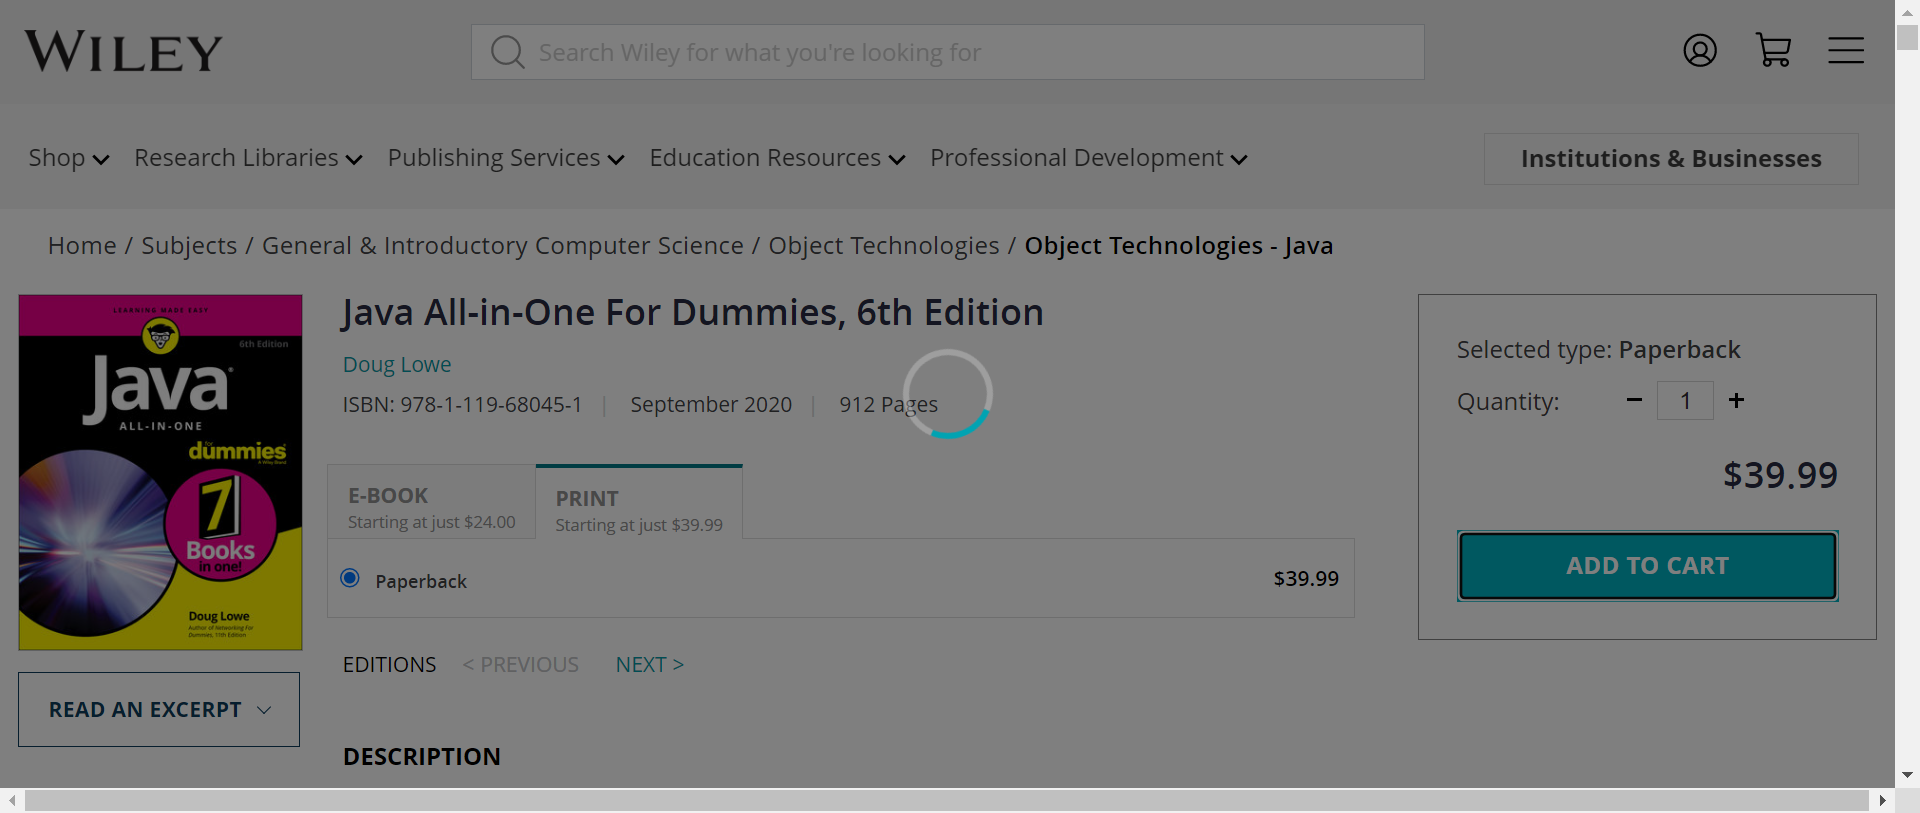 WILEY
Search Wiley for what you're looking for
Shop Research Libraries Publishing Services Education Resources Professional Development
Institutions & Businesses
Home / Subjects / General & Introductory Computer Science / Object Technologies / Object Technologies - Java
LEARNING MADE EASY
6th Edition
Java
ALL-IN-ONE
for
dummies
A Wiley Brand
7
Books
in one!
Doug Lowe
Author of Networking For
Dummies, 11th Edition
READ AN EXCERPT
Java All-in-One For Dummies, 6th Edition
Doug Lowe
ISBN: 978-1-119-68045-1 | September 2020 | 912 Pages
E-BOOK
Starting at just $24.00
PRINT
Starting at just $39.99
Paperback $39.99
EDITIONS < PREVIOUS NEXT >
DESCRIPTION
Selected type: Paperback
Quantity: − 1 +
$39.99
ADD TO CART